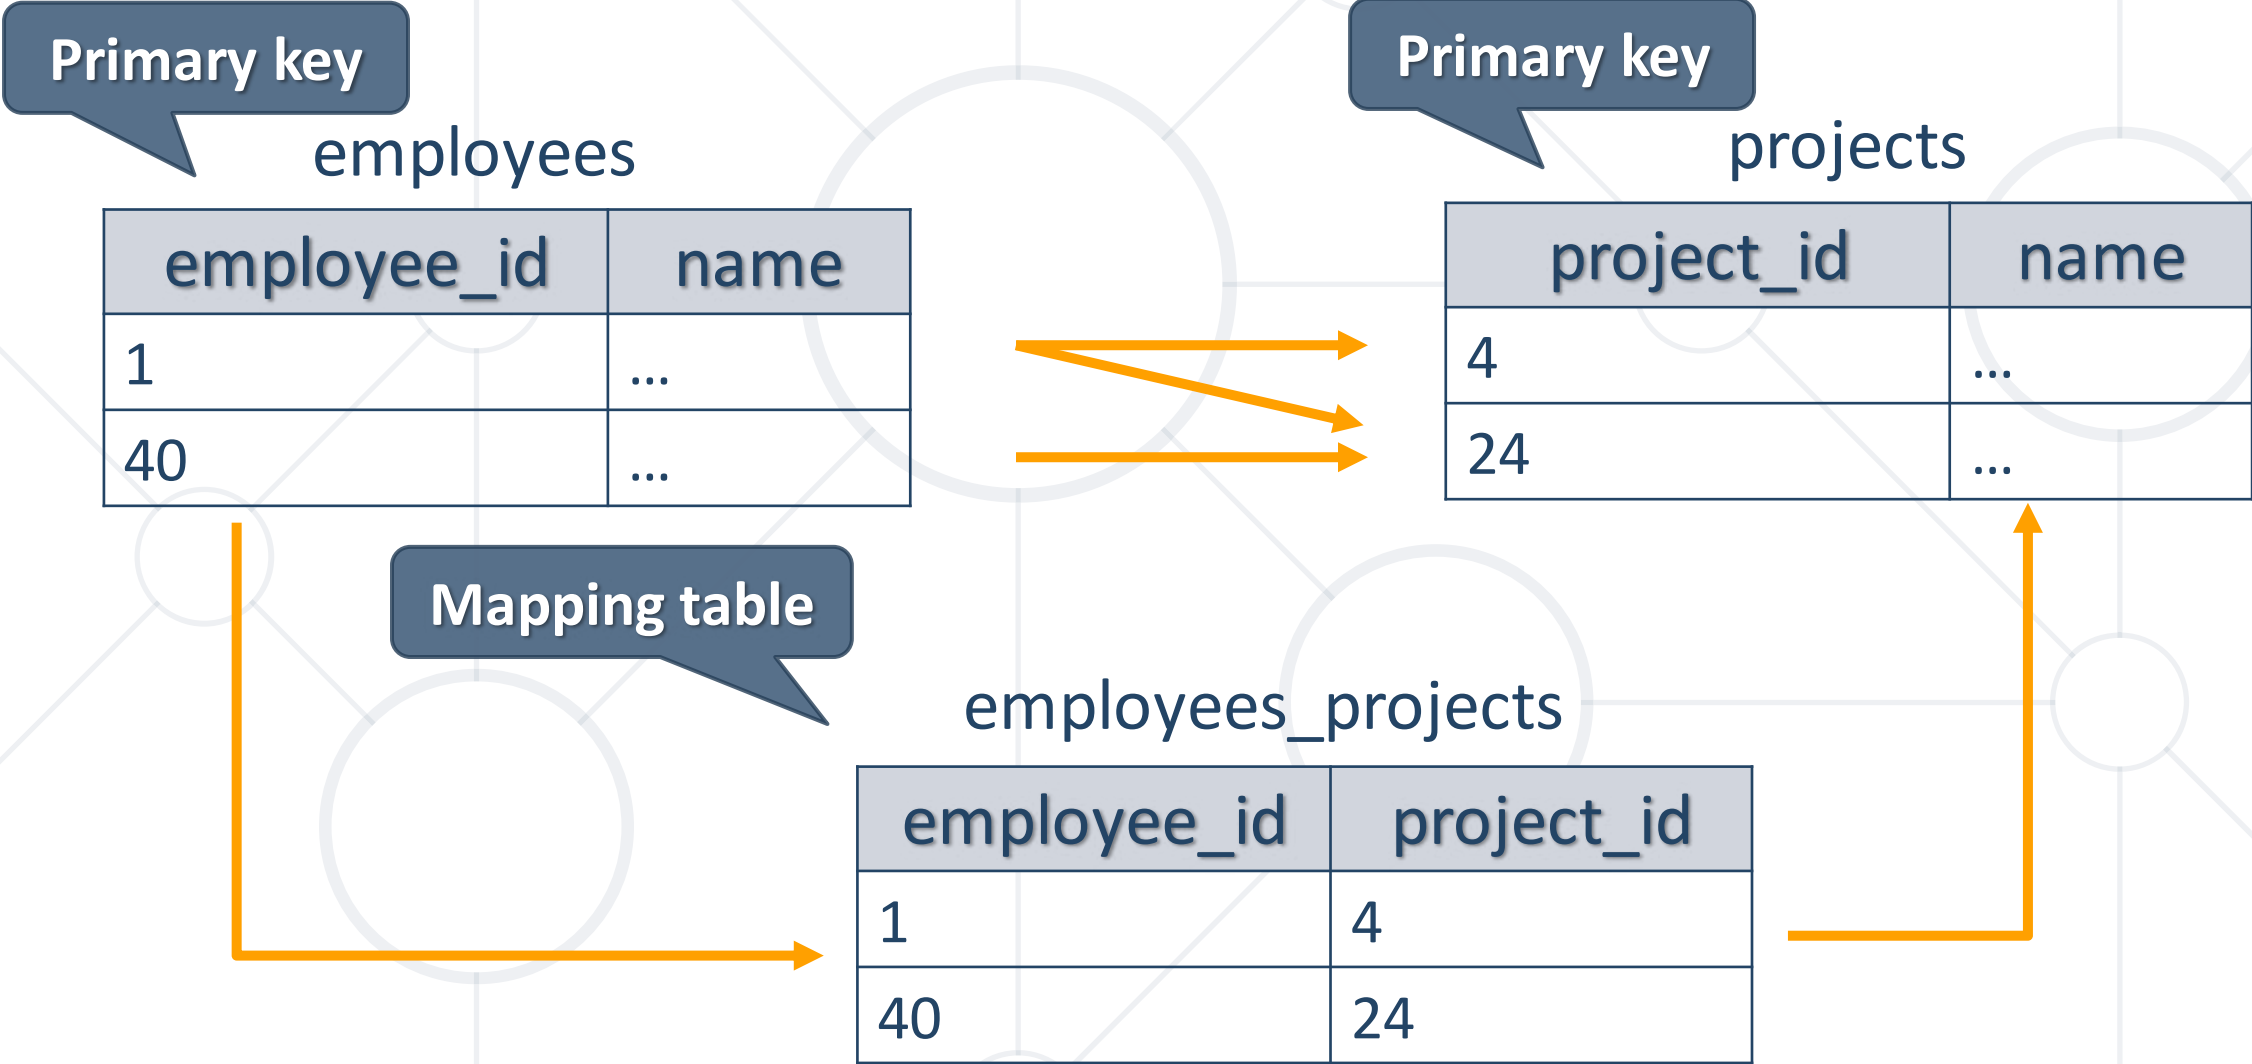 Primary key
employees
employee_id name
1 ...
40 ...
Primary key
projects
project_id name
4 ...
24 ...
Mapping table
employees_projects
employee_id project_id
1 4
40 24